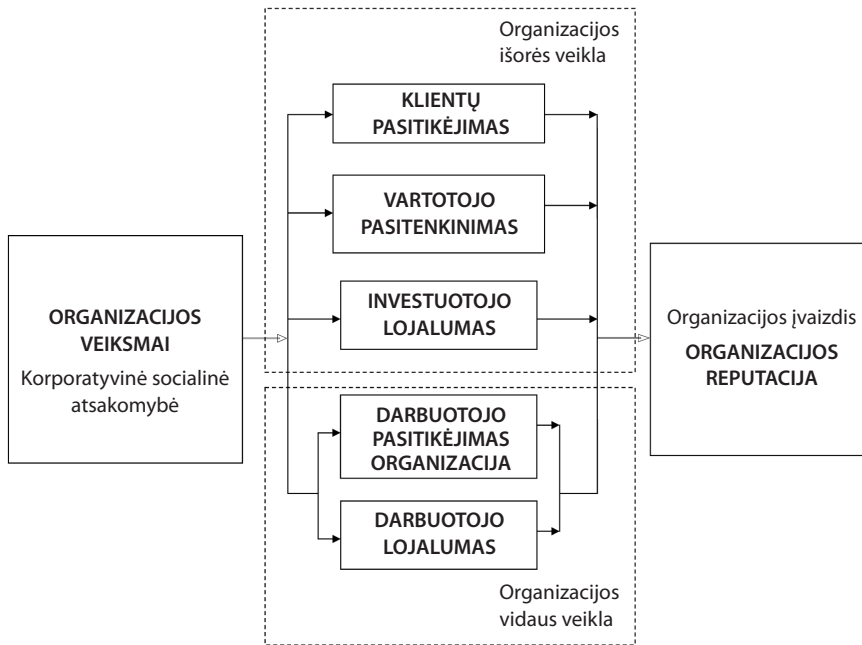 Organizacijos
išorės veikla
KLIENTŲ
PASITIKĖJIMAS
VARTOTOJO
PASITENKINIMAS
INVESTUOTOJO
LOJALUMAS
ORGANIZACIJOS
VEIKSMAI
Korporatyvinė socialinė
atsakomybė
Organizacijos įvaizdis
ORGANIZACIJOS
REPUTACIJA
DARBUOTOJO
PASITIKĖJIMAS
ORGANIZACIJA
DARBUOTOJO
LOJALUMAS
Organizacijos
vidaus veikla